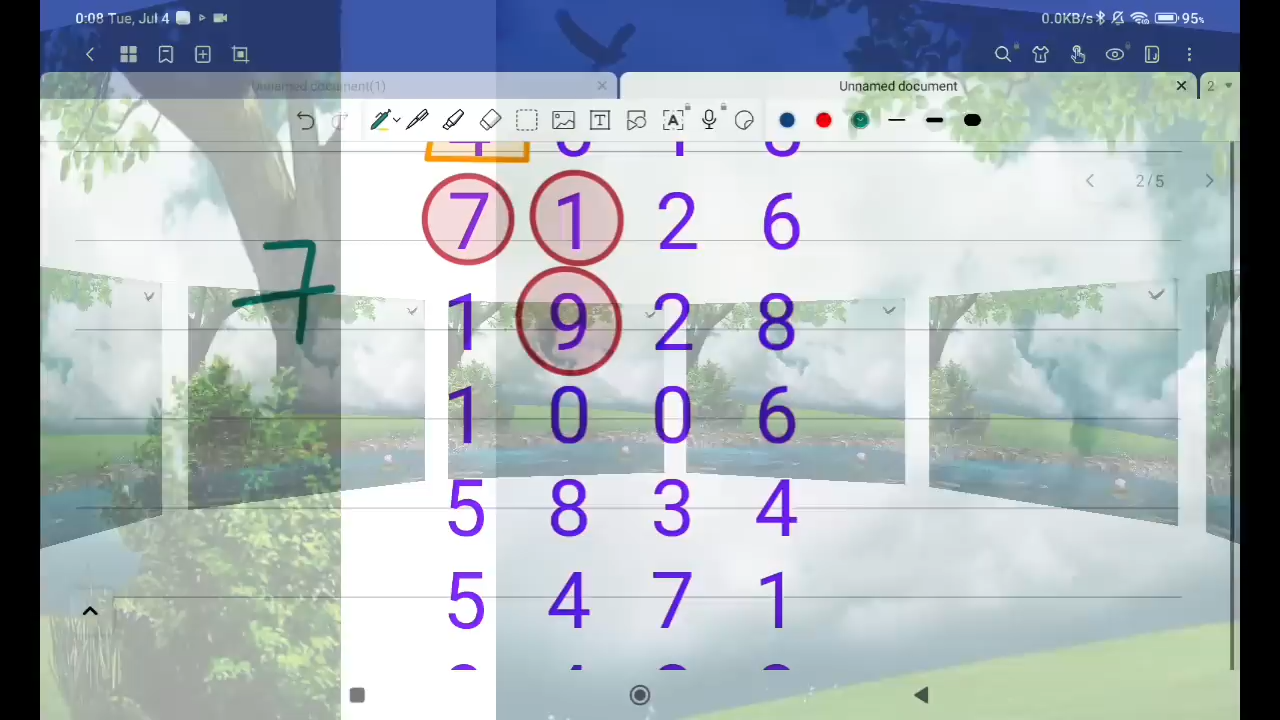 0:08 Tue, Jul 4
0.0KB/s 95%
Unnamed document(1)
Unnamed document
2
2/5
7 1 2 6
7
1 9 2 8
1 0 0 6
5 8 3 4
5 4 7 1